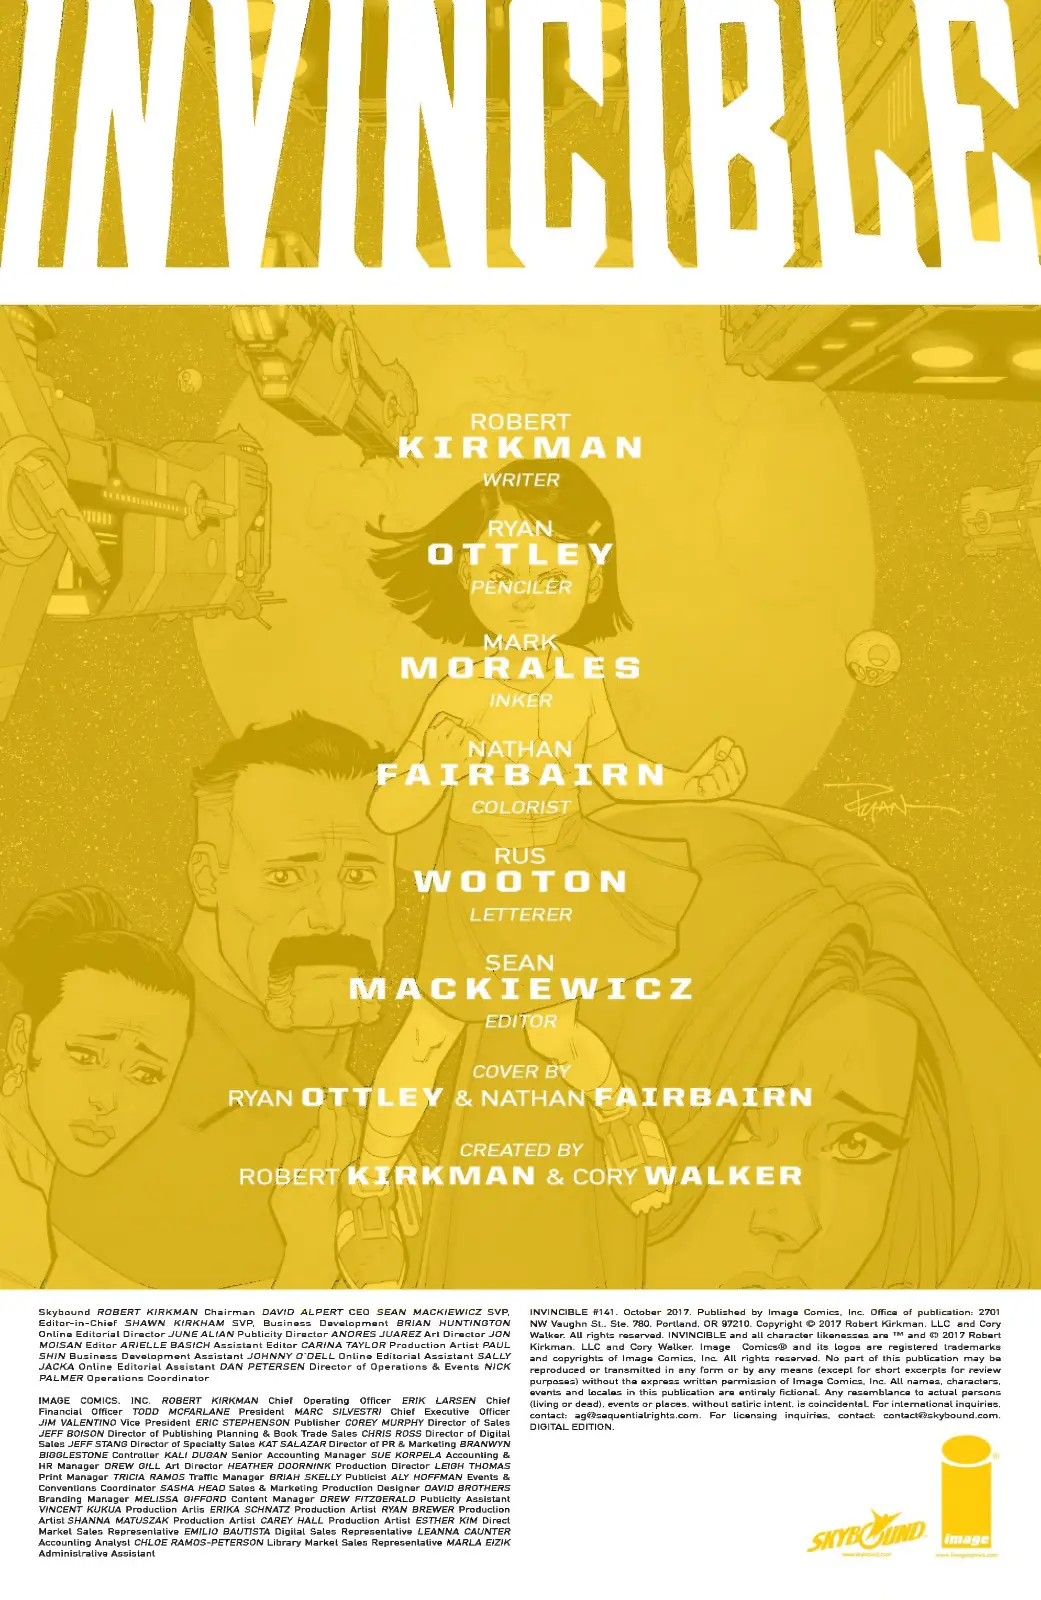 INVINCIBLE
ROBERT
KIRKMAN
WRITER
RYAN
OTTLEY
PENCILER
MARK
MORALES
INKER
NATHAN
FAIRBAIRN
COLORIST
RUS
WOOTON
LETTERER
SEAN
MACKIEWICZ
EDITOR
COVER BY
RYAN OTTLEY & NATHAN FAIRBAIRN
CREATED BY
ROBERT KIRKMAN & CORY WALKER
RYAN
Skybound ROBERT KIRKMAN Chairman DAVID ALPERT CEO SEAN MACKIEWICZ SVP,
Editor-in-Chief SHAWN KIRKHAM SVP, Business Development BRIAN HUNTINGTON
Online Editorial Director JUNE ALIAN Publicity Director ANDRES JUAREZ Art Director JON
MOISAN Editor ARIELLE BASICH Assistant Editor CARINA TAYLOR Production Artist PAUL
SHIN Business Development Assistant JOHNNY O'DELL Online Editorial Assistant SALLY
JACKA Online Editorial Assistant DAN PETERSEN Director of Operations & Events NICK
PALMER Operations Coordinator
IMAGE COMICS, INC. ROBERT KIRKMAN Chief Operating Officer ERIK LARSEN Chief
Financial Officer TODD MCFARLANE President MARC SILVESTRI Chief Executive Officer
JIM VALENTINO Vice President ERIC STEPHENSON Publisher COREY MURPHY Director of Sales
JEFF BOISON Director of Publishing Planning & Book Trade Sales CHRIS ROSS Director of Digital
Sales JEFF STANG Director of Specialty Sales KAT SALAZAR Director of PR & Marketing BRANWYN
BIGGLESTONE Controller KALI DUGAN Senior Accounting Manager SUE KORPELA Accounting &
HR Manager DREW GILL Art Director HEATHER DOORNINK Production Director LEIGH THOMAS
Print Manager TRICIA RAMOS Traffic Manager BRIAH SKELLY Publicist ALY HOFFMAN Events &
Conventions Coordinator SASHA HEAD Sales & Marketing Production Designer DAVID BROTHERS
Branding Manager MELISSA GIFFORD Content Manager DREW FITZGERALD Publicity Assistant
VINCENT KUKUA Production Artis ERIKA SCHNATZ Production Artist RYAN BREWER Production
Artist SHANNA MATUSZAK Production Artist CAREY HALL Production Artist ESTHER KIM Direct
Market Sales Representative EMILIO BAUTISTA Digital Sales Representative LEANNA CAUNTER
Accounting Analyst CHLOE RAMOS-PETERSON Library Market Sales Representative MARLA EIZIK
Administrative Assistant
INVINCIBLE #141. October 2017. Published by Image Comics, Inc. Office of publication: 2701
NW Vaughn St., Ste. 780, Portland, OR 97210. Copyright © 2017 Robert Kirkman, LLC and Cory
Walker. All rights reserved. INVINCIBLE and all character likenesses are ™ and © 2017 Robert
Kirkman, LLC and Cory Walker. Image Comics® and its logos are registered trademarks
and copyrights of Image Comics, Inc. All rights reserved. No part of this publication may be
reproduced or transmitted in any form or by any means (except for short excerpts for review
purposes) without the express written permission of Image Comics, Inc. All names, characters,
events and locales in this publication are entirely fictional. Any resemblance to actual persons
(living or dead), events or places, without satiric intent, is coincidental. For international inquiries,
contact: ag@sequentialrights.com. For licensing inquiries, contact: contact@skybound.com.
DIGITAL EDITION.
SKYBOUND
www.skybound.com
image
www.imagecomics.com